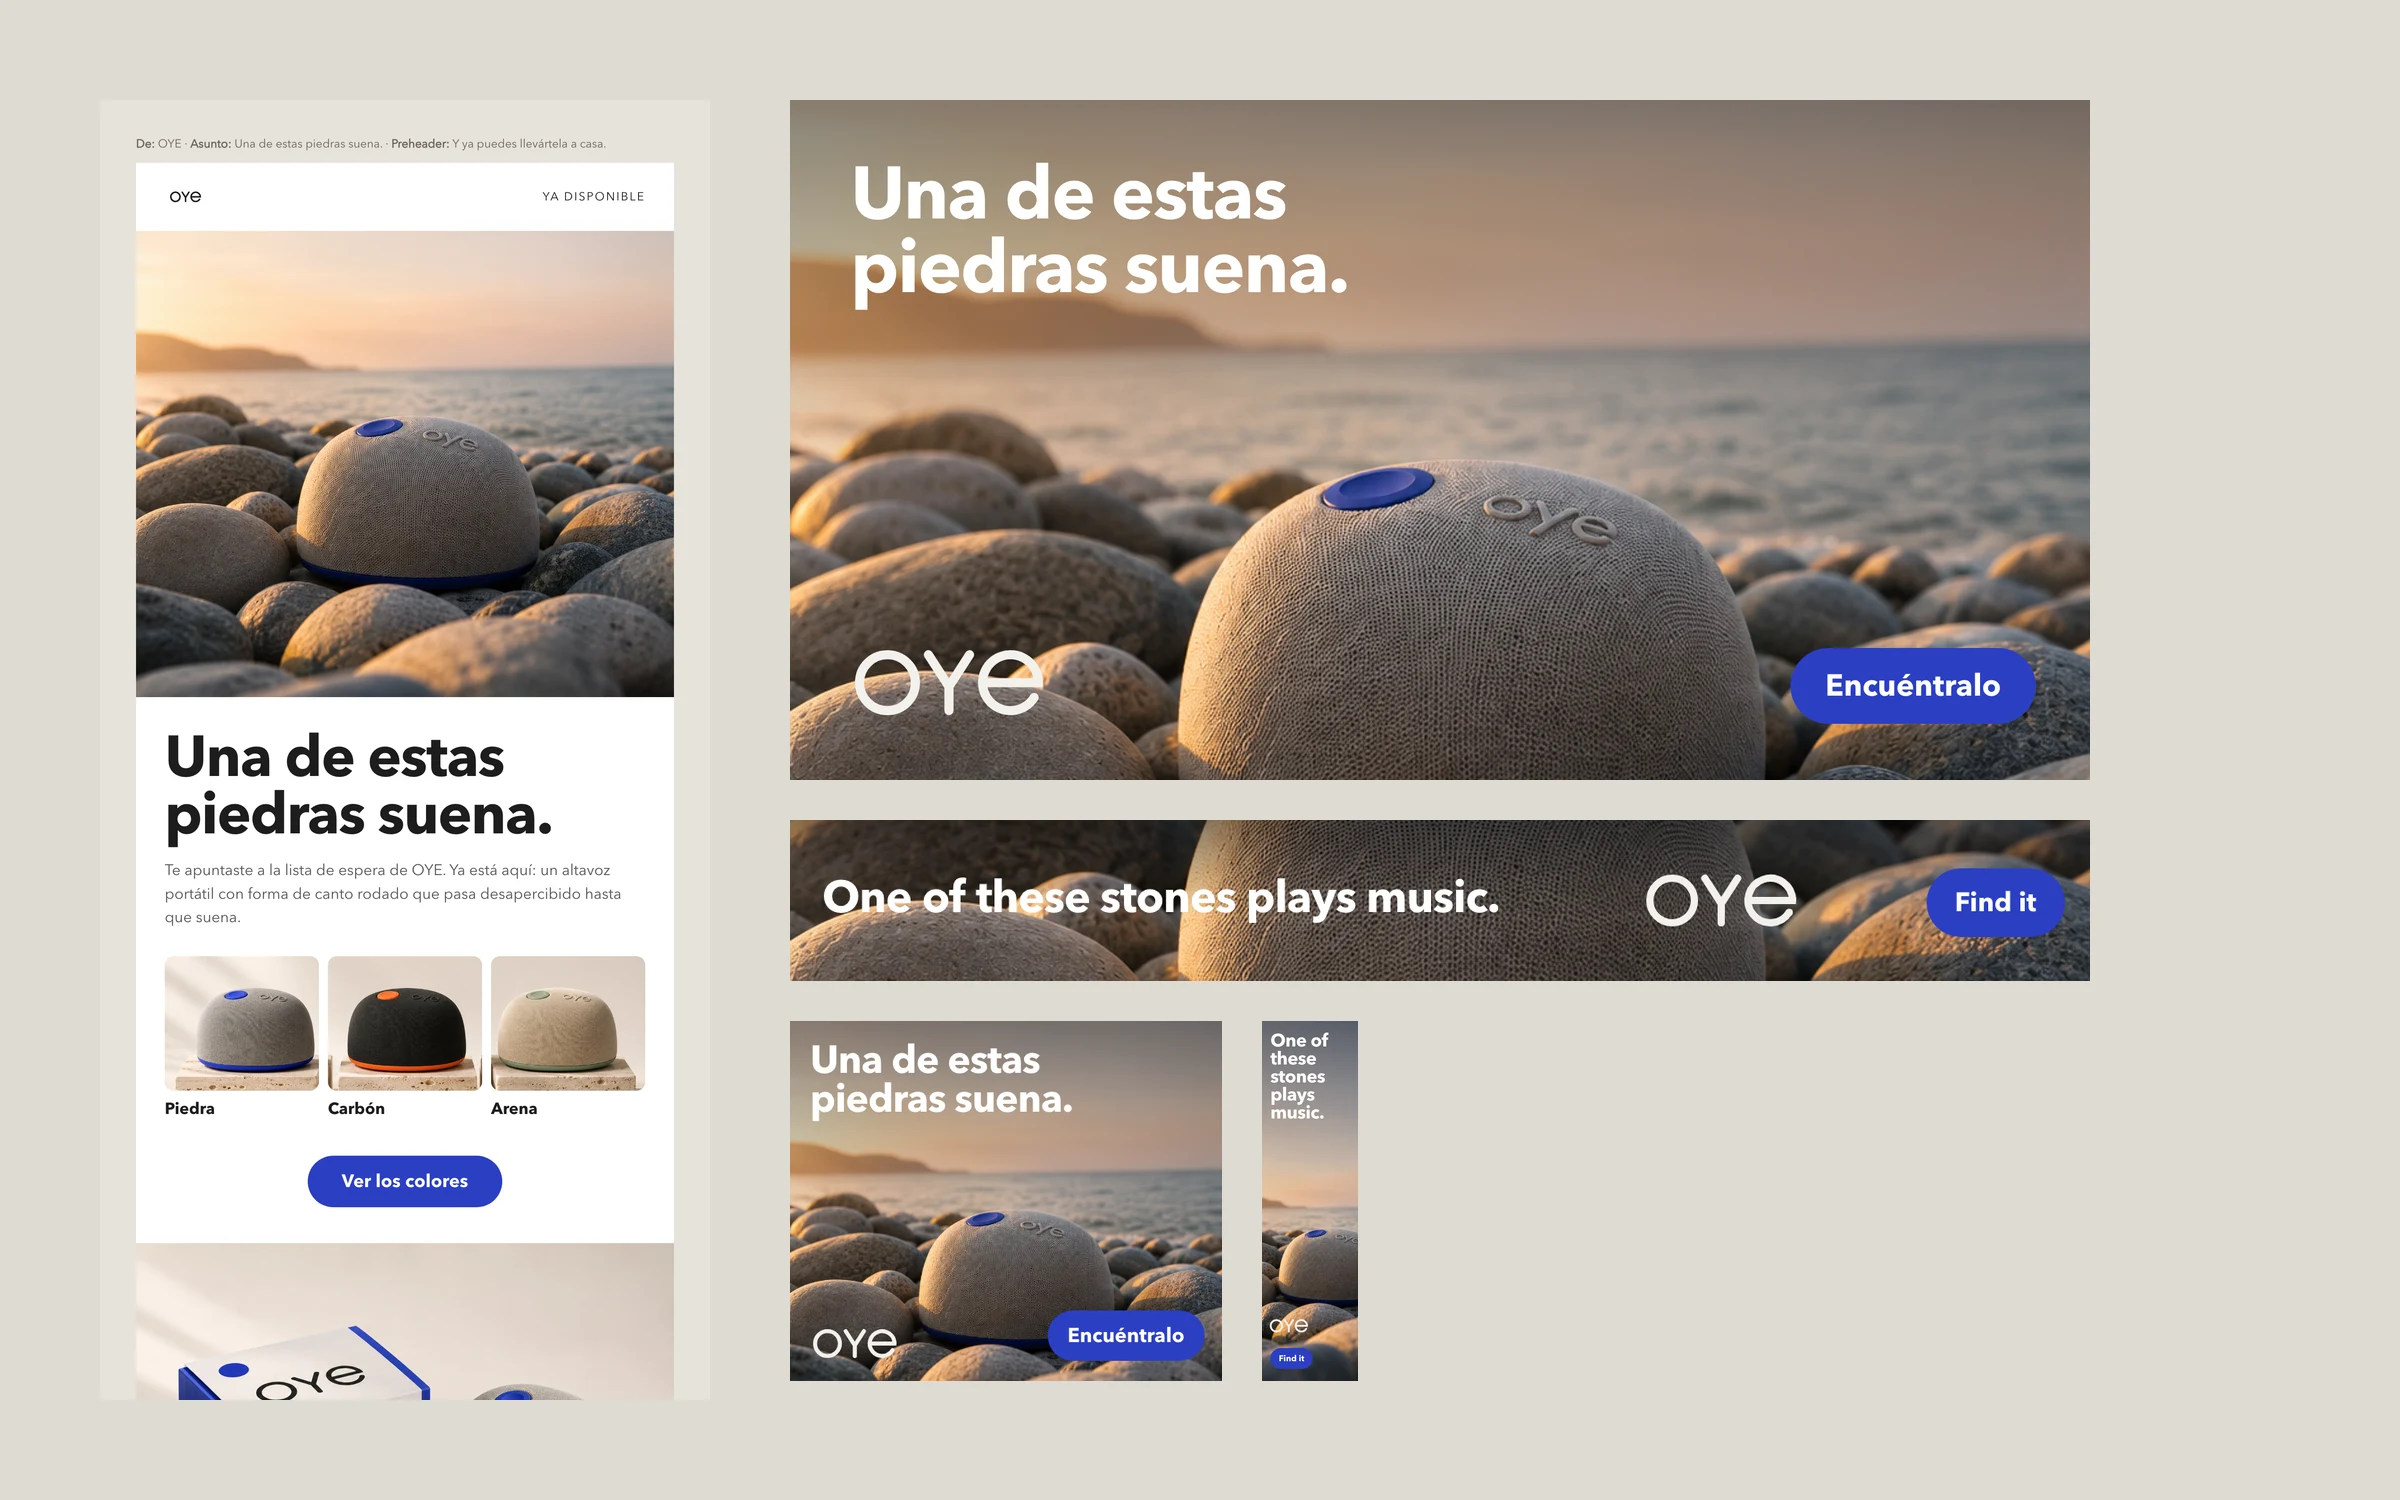 De: OYE · Asunto: Una de estas piedras suena. · Preheader: Y ya puedes llevártela a casa.
oye
YA DISPONIBLE
oye
Una de estas
piedras suena.
Te apuntaste a la lista de espera de OYE. Ya está aquí: un altavoz
portátil con forma de canto rodado que pasa desapercibido hasta
que suena.
oye
oye
oye
Piedra
Carbón
Arena
Ver los colores
oye
Una de estas
piedras suena.
oye
oye
Encuéntralo
One of these stones plays music.
oye
Find it
Una de estas
piedras suena.
oye
oye
Encuéntralo
One of
these
stones
plays
music.
oye
oye
Find it